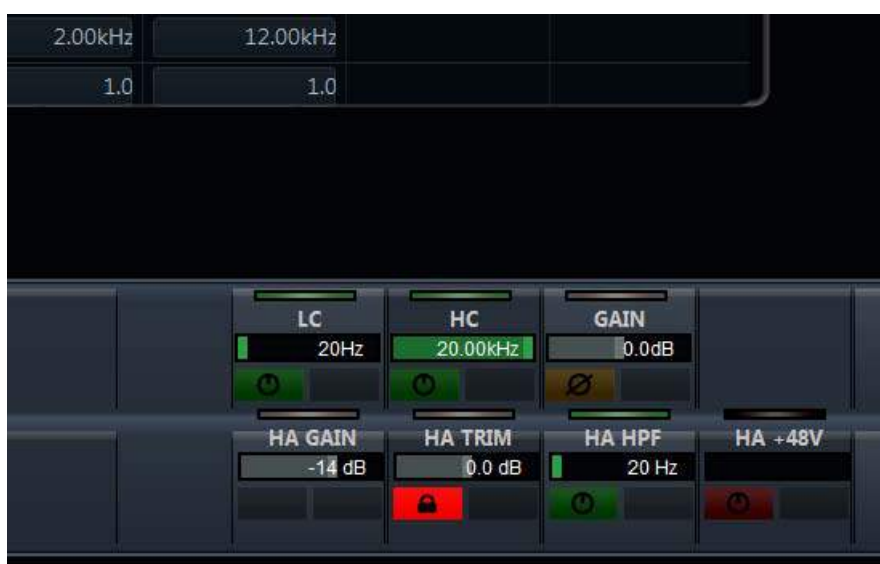 2.00kHz 12.00kHz
1.0 1.0
LC HC GAIN
20Hz 20.00kHz 0.0dB
HA GAIN HA TRIM HA HPF HA +48V
-14 dB 0.0 dB 20 Hz